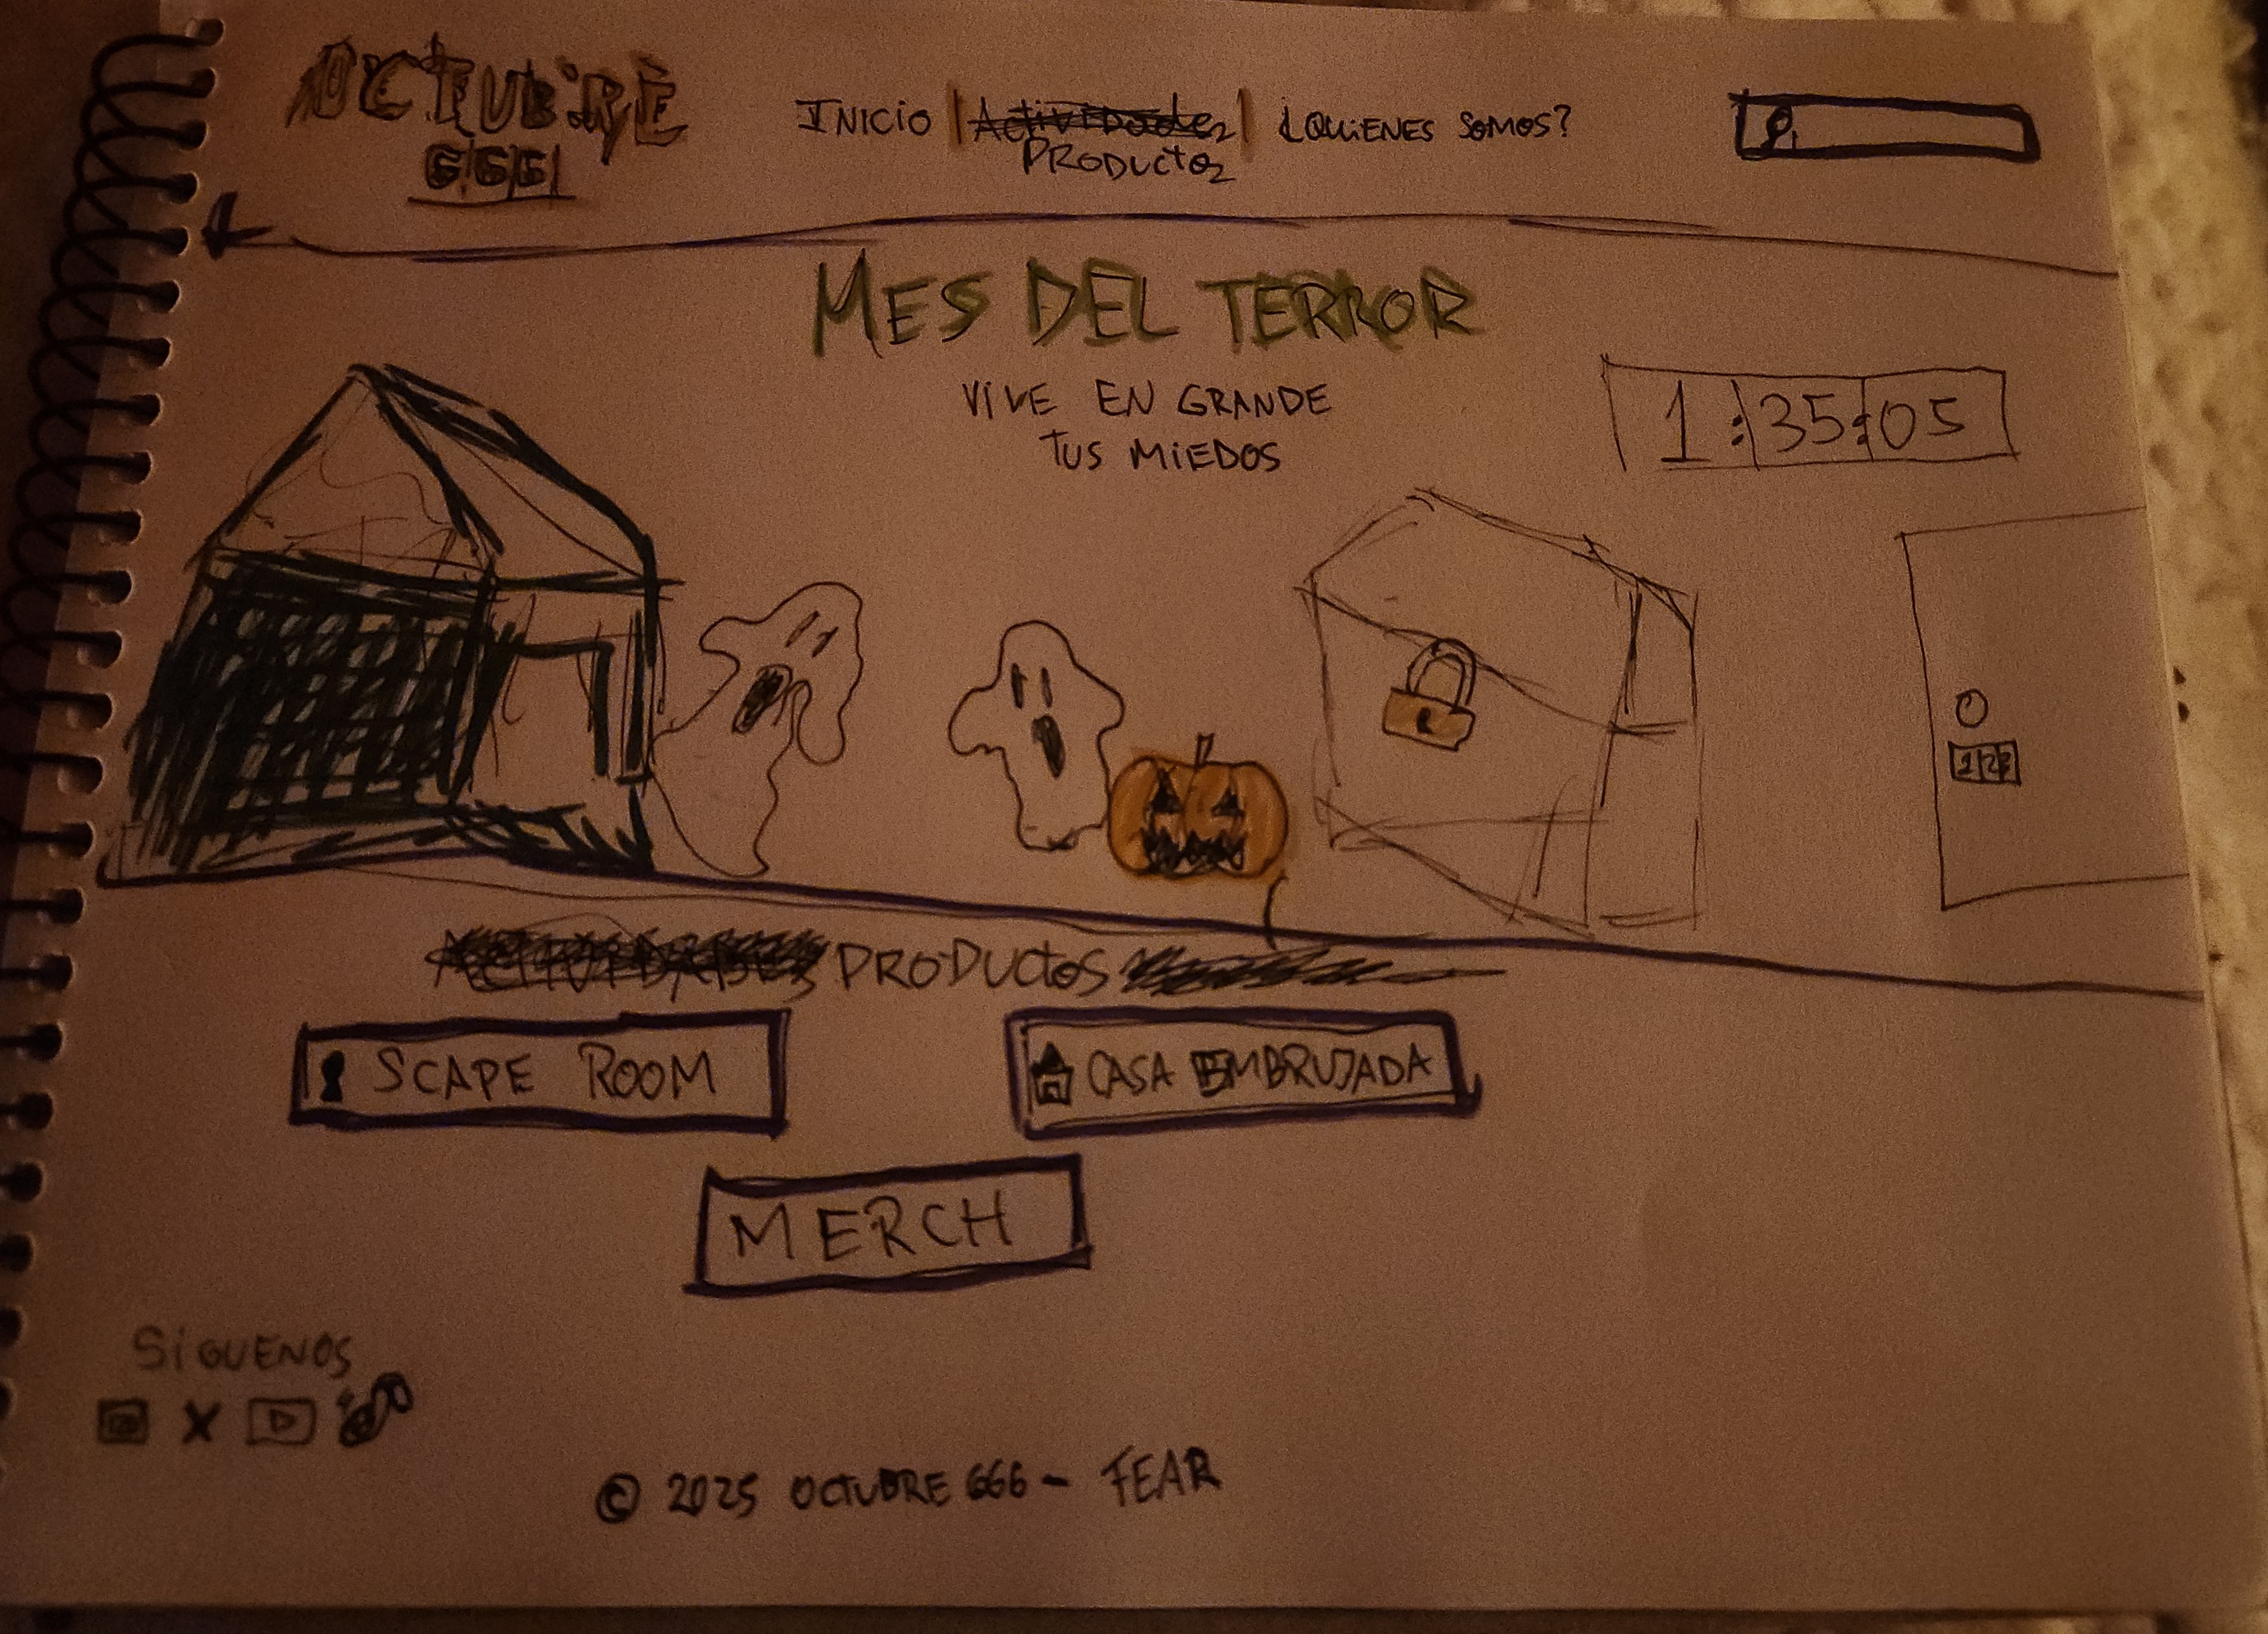 OCTUBRE
666
INICIO | Actividades | ¿QUIENES SOMOS?
PRODUCTOS
MES DEL TERROR
VIVE EN GRANDE
TUS MIEDOS
1:35:05
123
ACTIVIDADES PRODUCTOS
SCAPE ROOM
CASA EMBRUJADA
MERCH
SIGUENOS
X
© 2025 OCTUBRE 666 - FEAR